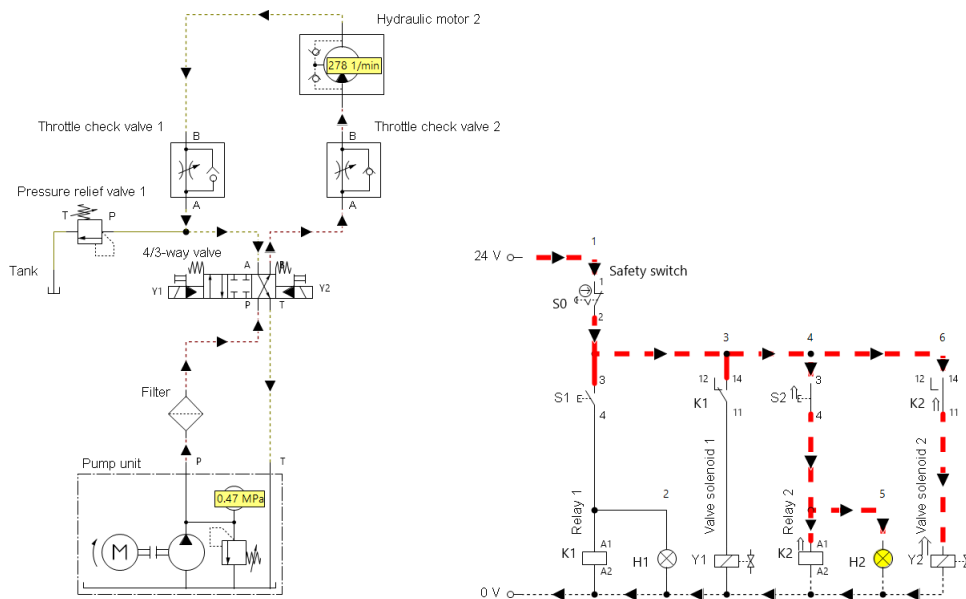 Hydraulic motor 2
278 1/min
Throttle check valve 1
B
A
Throttle check valve 2
B
A
Pressure relief valve 1
T
P
Tank
4/3-way valve
A
B
Y1
Y2
P
T
Filter
Pump unit
P
T
0.47 MPa
M
24 V
1
Safety switch
1
S0
2
3
4
6
3
S1
4
12
14
K1
11
3
S2
4
12
14
K2
11
Relay 1
2
Valve solenoid 1
Relay 2
5
Valve solenoid 2
K1
A1
A2
H1
Y1
K2
A1
A2
H2
Y2
0 V